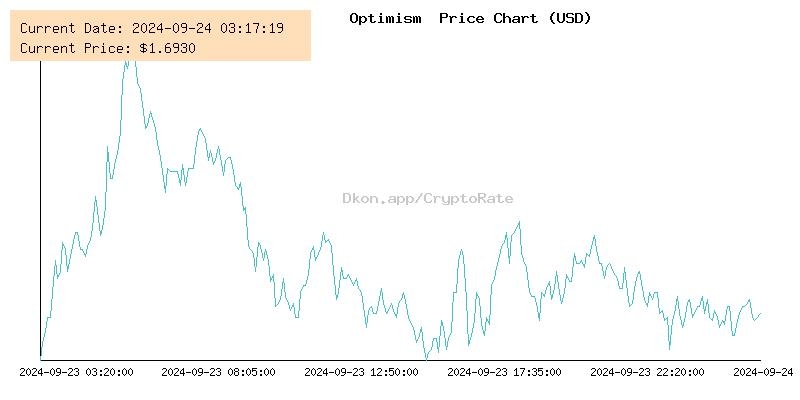 Optimism  Price Chart (USD)
Current Date: 2024-09-24 03:17:19
Current Price: $1.6930
Dkon.app/CryptoRate
2024-09-23 03:20:00 2024-09-23 08:05:00 2024-09-23 12:50:00 2024-09-23 17:35:00 2024-09-23 22:20:00 2024-09-24